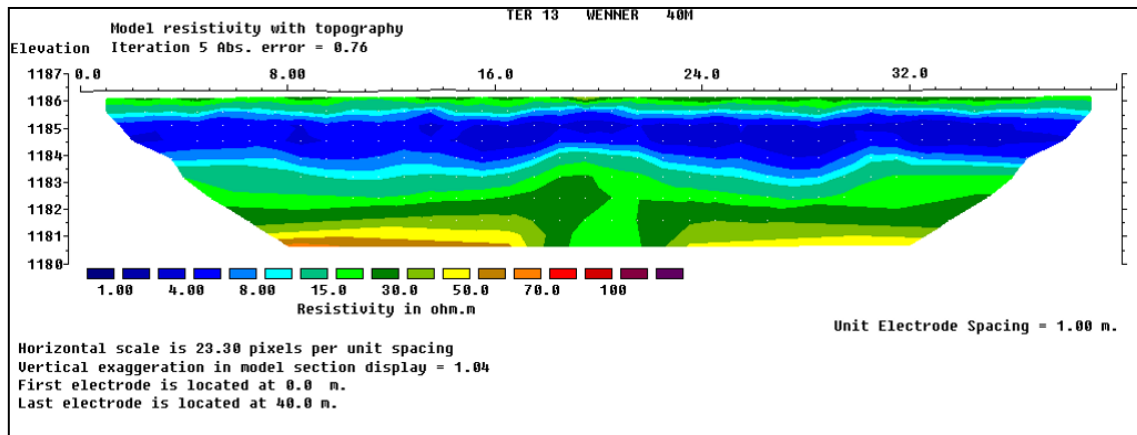 TER 13 WENNER 40M
Model resistivity with topography
Iteration 5 Abs. error = 0.76
Elevation
0.0 8.00 16.0 24.0 32.0
1187
1186
1185
1184
1183
1182
1181
1180
1.00 4.00 8.00 15.0 30.0 50.0 70.0 100
Resistivity in ohm.m
Unit Electrode Spacing = 1.00 m.
Horizontal scale is 23.30 pixels per unit spacing
Vertical exaggeration in model section display = 1.04
First electrode is located at 0.0 m.
Last electrode is located at 40.0 m.